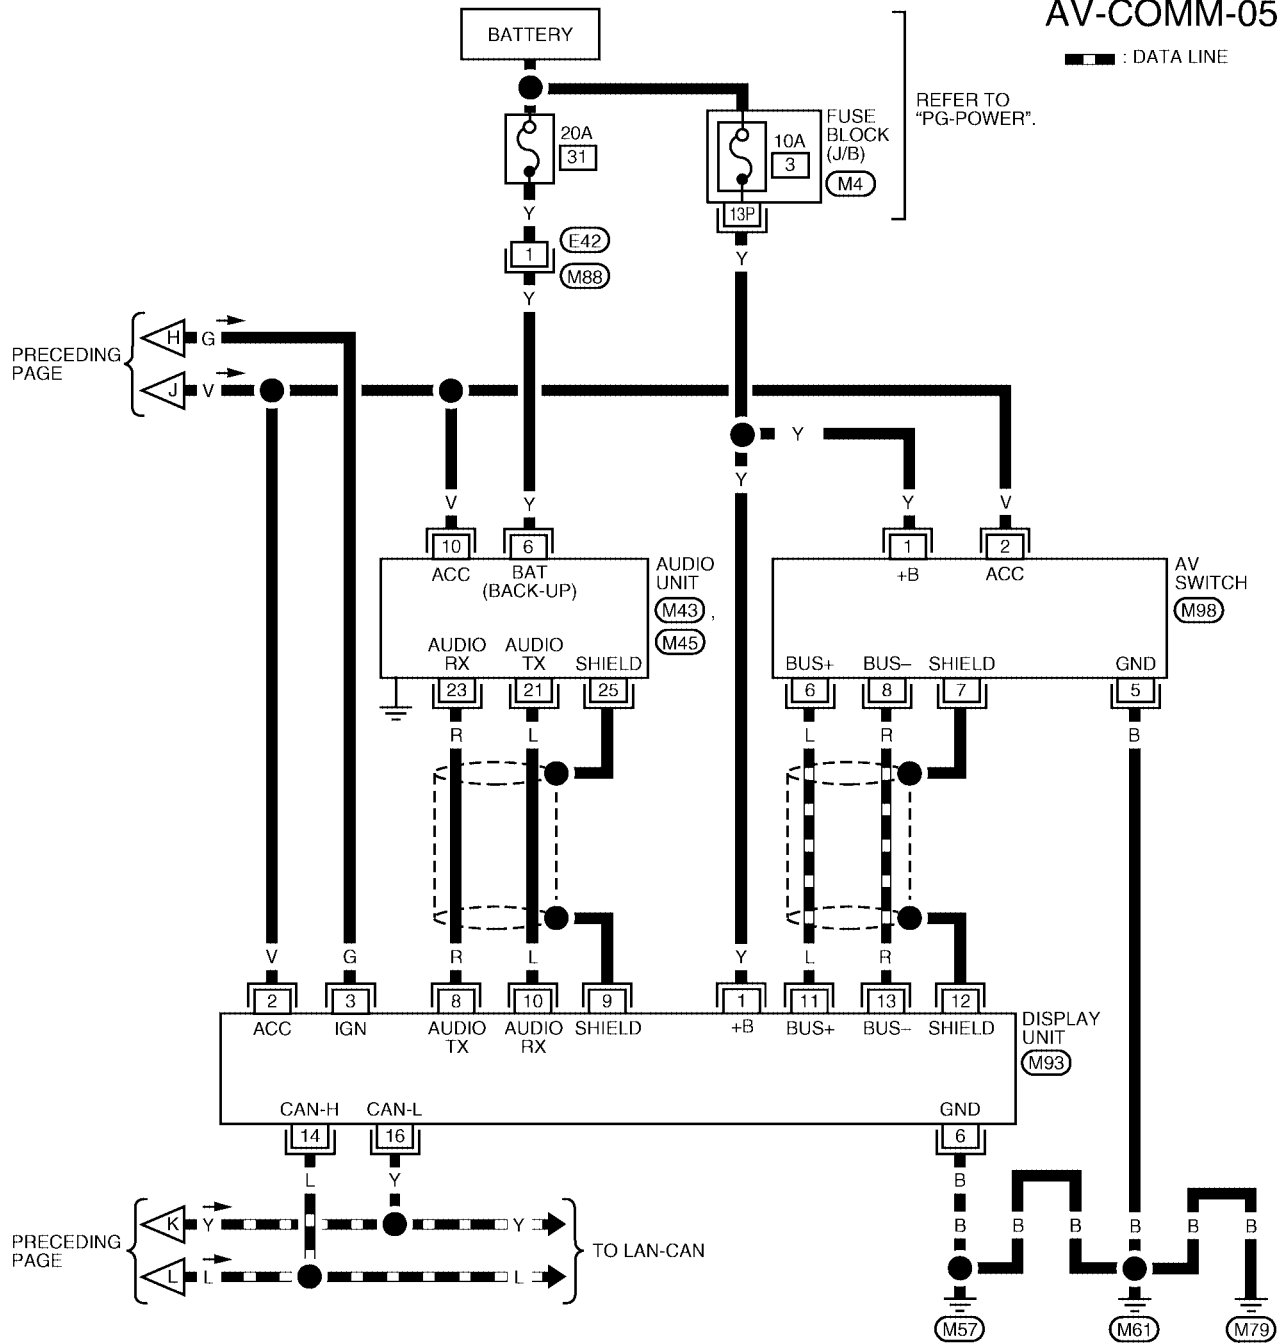 AV-COMM-05
: DATA LINE
BATTERY
REFER TO
"PG-POWER".
20A
31
10A
3
FUSE
BLOCK
(J/B)
M4
13P
Y
1
E42
M88
Y
Y
PRECEDING
PAGE
H G
J V
Y
Y
V
Y
Y
V
10
6
1
2
ACC
BAT
(BACK-UP)
AUDIO
UNIT
M43 ,
M45
+B
ACC
AV
SWITCH
M98
AUDIO
RX
AUDIO
TX
SHIELD
BUS+
BUS–
SHIELD
GND
23
21
25
6
8
7
5
R
L
L
R
B
V
G
R
L
Y
L
R
2
3
8
10
9
1
11
13
12
ACC
IGN
AUDIO
TX
AUDIO
RX
SHIELD
+B
BUS+
BUS–
SHIELD
DISPLAY
UNIT
M93
CAN-H
CAN-L
GND
14
16
6
L
Y
B
PRECEDING
PAGE
K Y
Y
L L
L
TO LAN-CAN
B
B
B
B
B
B
M57
M61
M79